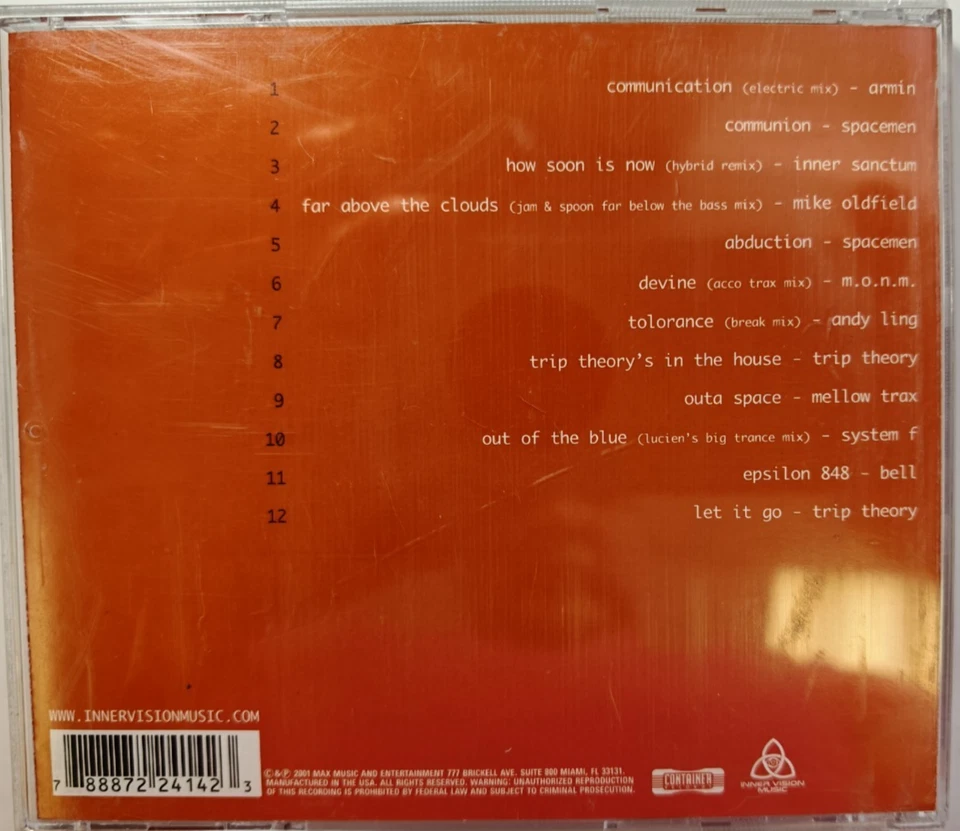 1 communication (electric mix) - armin
2 communion - spacemen
3 how soon is now (hybrid remix) - inner sanctum
4 far above the clouds (jam & spoon far below the bass mix) - mike oldfield
5 abduction - spacemen
6 devine (acco trax mix) - m.o.n.m.
7 tolorance (break mix) - andy ling
8 trip theory's in the house - trip theory
9 outa space - mellow trax
10 out of the blue (lucien's big trance mix) - system f
11 epsilon 848 - bell
12 let it go - trip theory
WWW.INNERVISIONMUSIC.COM
7 88872 24142 3
©&℗ 2001 MAX MUSIC AND ENTERTAINMENT 777 BRICKELL AVE. SUITE 800 MIAMI, FL 33131.
MANUFACTURED IN THE USA. ALL RIGHTS RESERVED. WARNING: UNAUTHORIZED REPRODUCTION
OF THIS RECORDING IS PROHIBITED BY FEDERAL LAW AND SUBJECT TO CRIMINAL PROSECUTION.
CONTAINER
INNER VISION
MUSIC